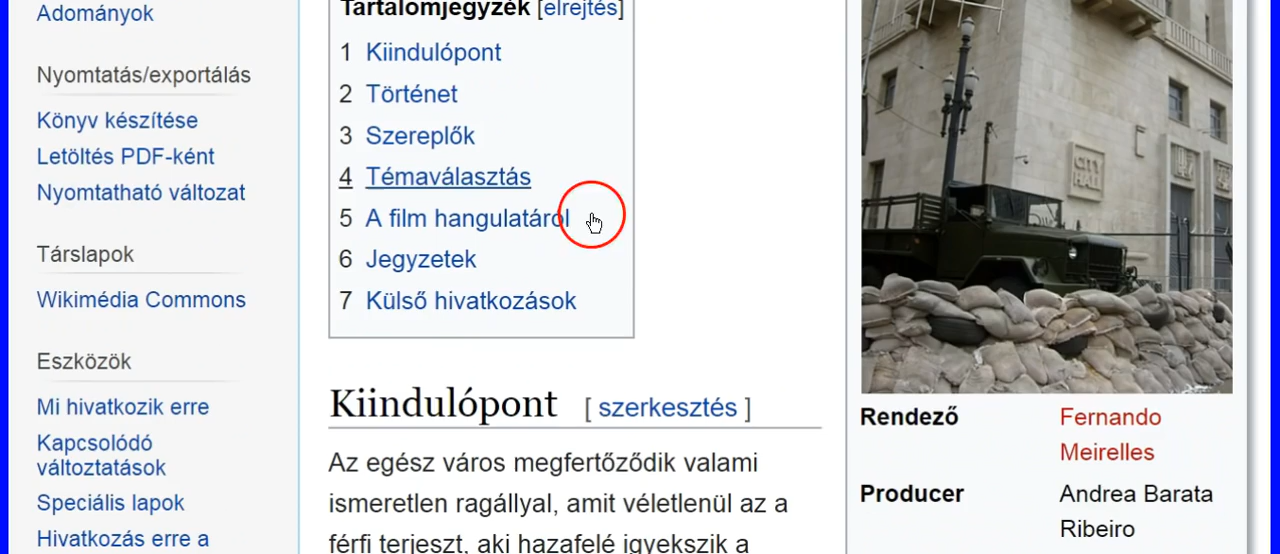 Adományok
Nyomtatás/exportálás
Könyv készítése
Letöltés PDF-ként
Nyomtatható változat
Társlapok
Wikimédia Commons
Eszközök
Mi hivatkozik erre
Kapcsolódó
változtatások
Speciális lapok
Hivatkozás erre a
Tartalomjegyzék [elrejtés]
1 Kiindulópont
2 Történet
3 Szereplők
4 Témaválasztás
5 A film hangulatáról
6 Jegyzetek
7 Külső hivatkozások
Kiindulópont [ szerkesztés ]
Az egész város megfertőződik valami
ismeretlen ragállyal, amit véletlenül az a
férfi terjeszt, aki hazafelé igyekszik a
CITY
HALL
Rendező Fernando
Meirelles
Producer Andrea Barata
Ribeiro